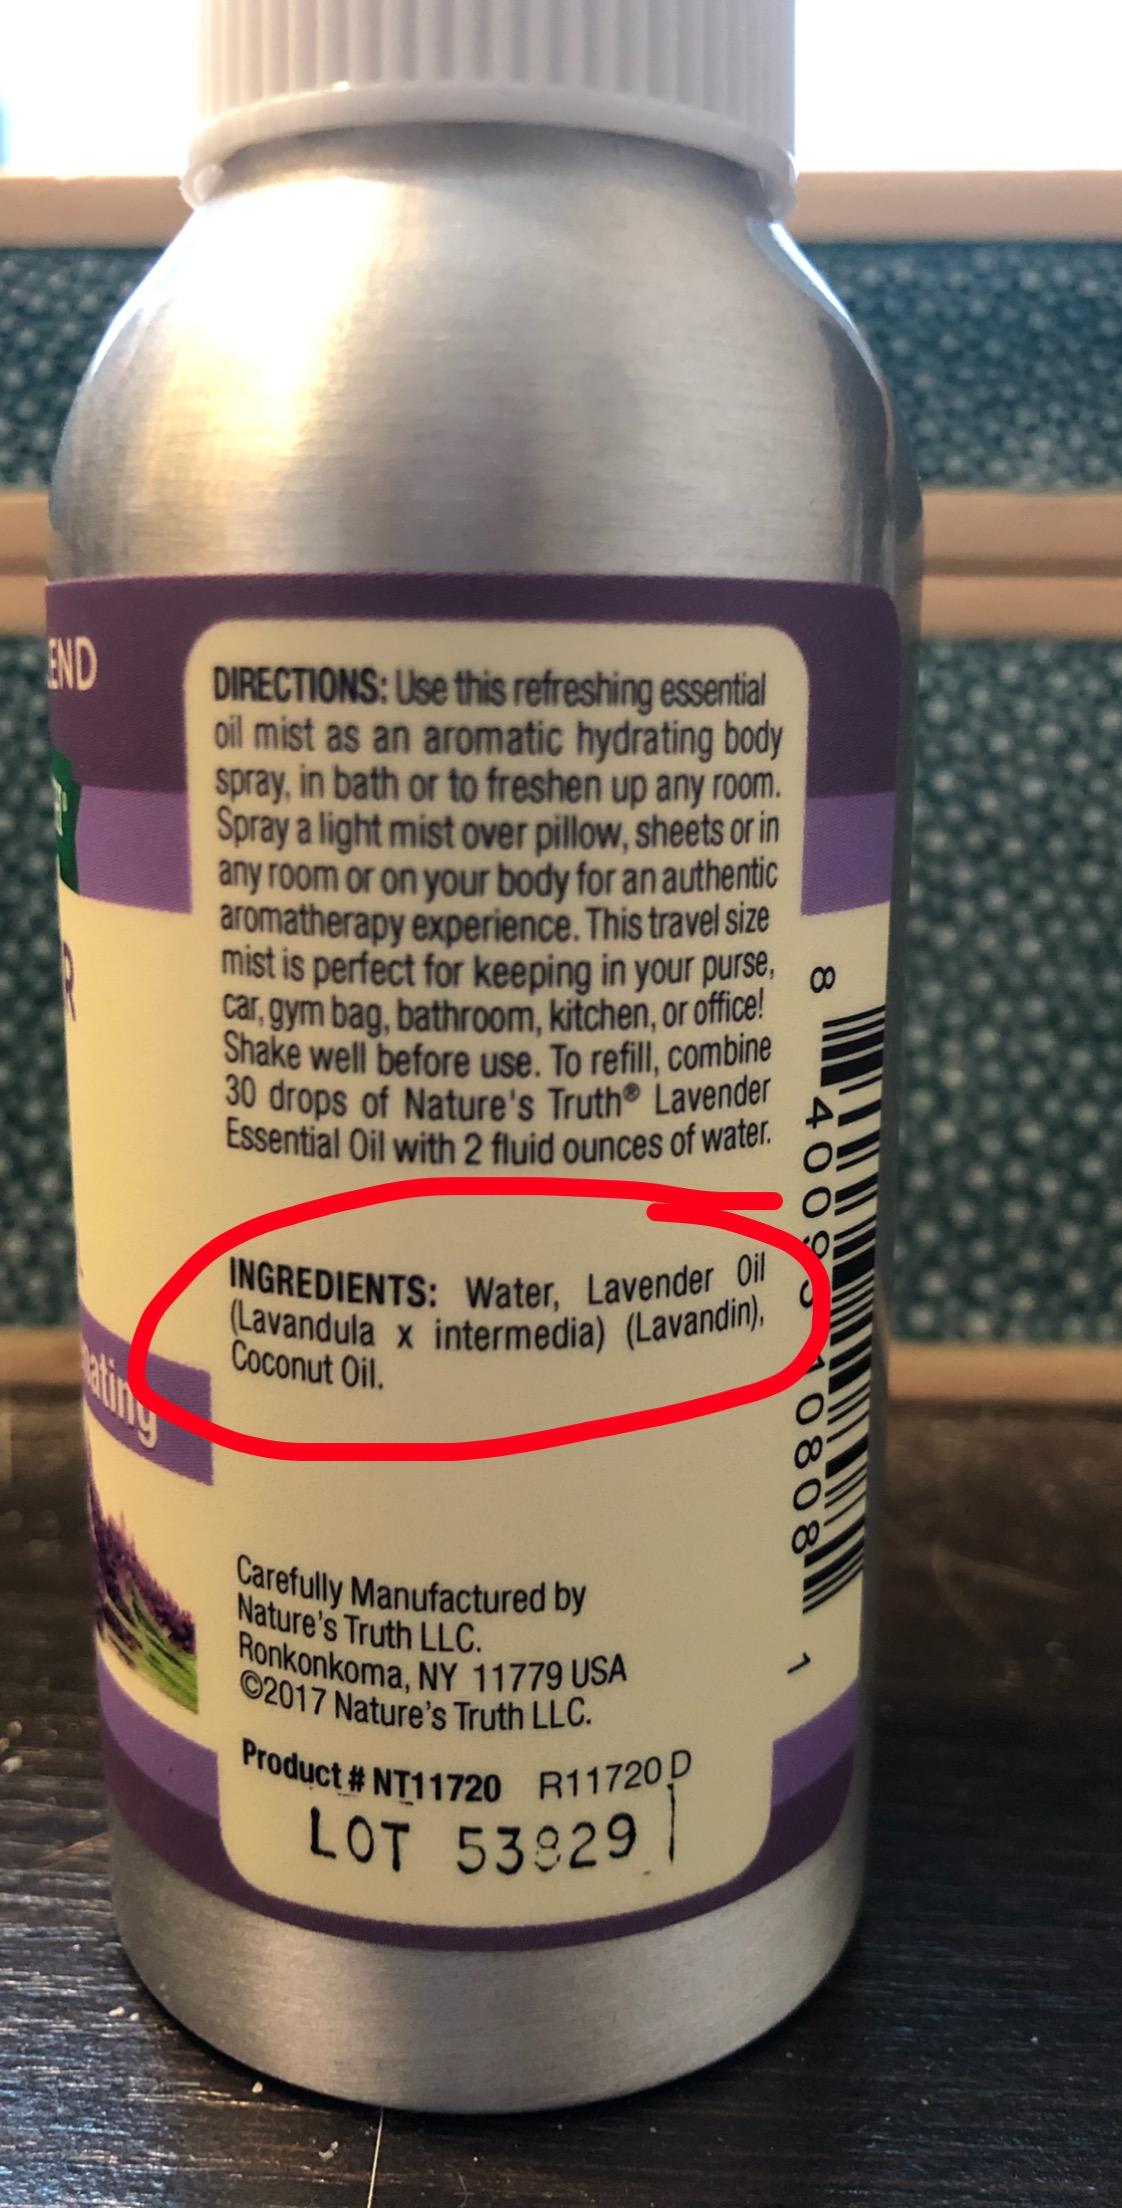 DIRECTIONS: Use this refreshing essential
oil mist as an aromatic hydrating body
spray, in bath or to freshen up any room.
Spray a light mist over pillow, sheets or in
any room or on your body for an authentic
aromatherapy experience. This travel size
mist is perfect for keeping in your purse,
car, gym bag, bathroom, kitchen, or office!
Shake well before use. To refill, combine
30 drops of Nature's Truth® Lavender
Essential Oil with 2 fluid ounces of water.
INGREDIENTS: Water, Lavender Oil
(Lavandula x intermedia) (Lavandin),
Coconut Oil.
Carefully Manufactured by
Nature's Truth LLC.
Ronkonkoma, NY 11779 USA
©2017 Nature's Truth LLC.
Product # NT11720 R11720 D
LOT 53829